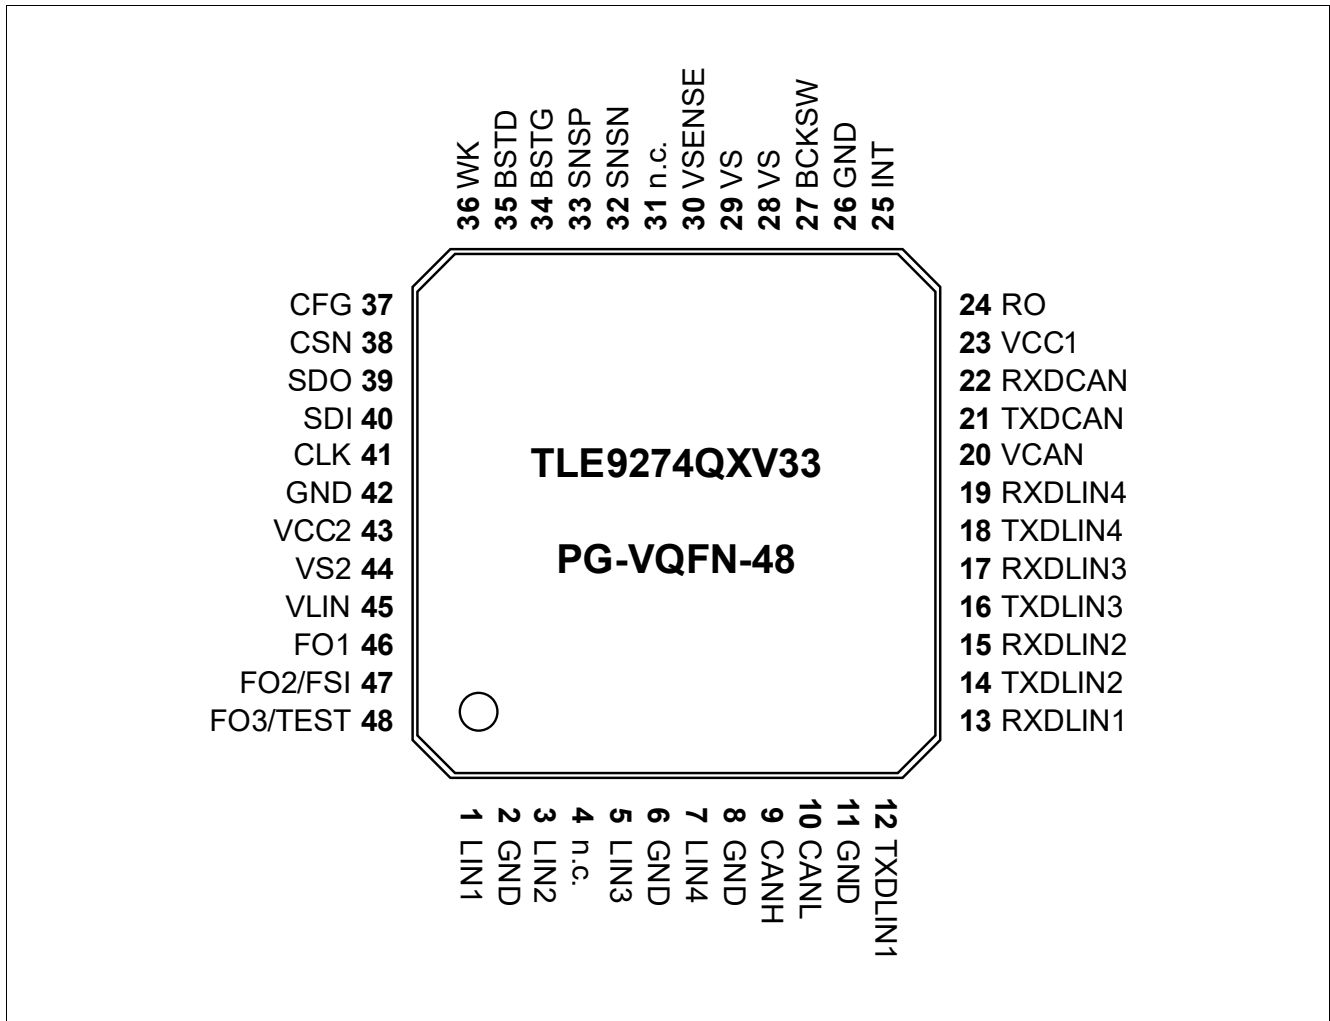 36 WK
35 BSTD
34 BSTG
33 SNSP
32 SNSN
31 n.c.
30 VSENSE
29 VS
28 VS
27 BCKSW
26 GND
25 INT
CFG 37
CSN 38
SDO 39
SDI 40
CLK 41
GND 42
VCC2 43
VS2 44
VLIN 45
FO1 46
FO2/FSI 47
FO3/TEST 48
TLE9274QXV33
PG-VQFN-48
24 RO
23 VCC1
22 RXDCAN
21 TXDCAN
20 VCAN
19 RXDLIN4
18 TXDLIN4
17 RXDLIN3
16 TXDLIN3
15 RXDLIN2
14 TXDLIN2
13 RXDLIN1
1 LIN1
2 GND
3 LIN2
4 n.c.
5 LIN3
6 GND
7 LIN4
8 GND
9 CANH
10 CANL
11 GND
12 TXDLIN1